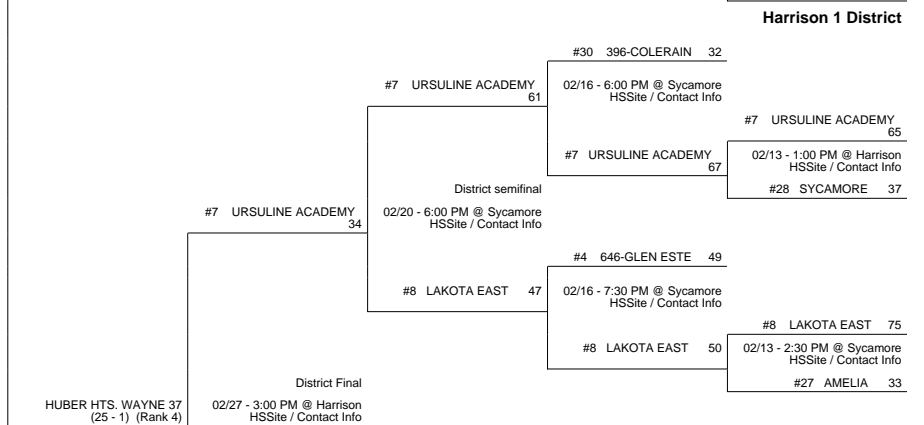 Harrison 1 District
#30 396-COLERAIN 32
#7 URSULINE ACADEMY
61
02/16 - 6:00 PM @ Sycamore
HSSite / Contact Info
#7 URSULINE ACADEMY
65
#7 URSULINE ACADEMY
67
02/13 - 1:00 PM @ Harrison
HSSite / Contact Info
District semifinal
#28 SYCAMORE 37
#7 URSULINE ACADEMY
34
02/20 - 6:00 PM @ Sycamore
HSSite / Contact Info
#4 646-GLEN ESTE 49
#8 LAKOTA EAST 47
02/16 - 7:30 PM @ Sycamore
HSSite / Contact Info
#8 LAKOTA EAST 75
#8 LAKOTA EAST 50
02/13 - 2:30 PM @ Sycamore
HSSite / Contact Info
District Final
#27 AMELIA 33
HUBER HTS. WAYNE 37
(25 - 1) (Rank 4)
02/27 - 3:00 PM @ Harrison
HSSite / Contact Info